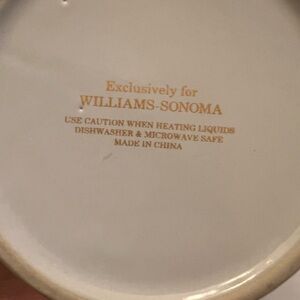 Exclusively for
WILLIAMS-SONOMA
USE CAUTION WHEN HEATING LIQUIDS
DISHWASHER & MICROWAVE SAFE
MADE IN CHINA